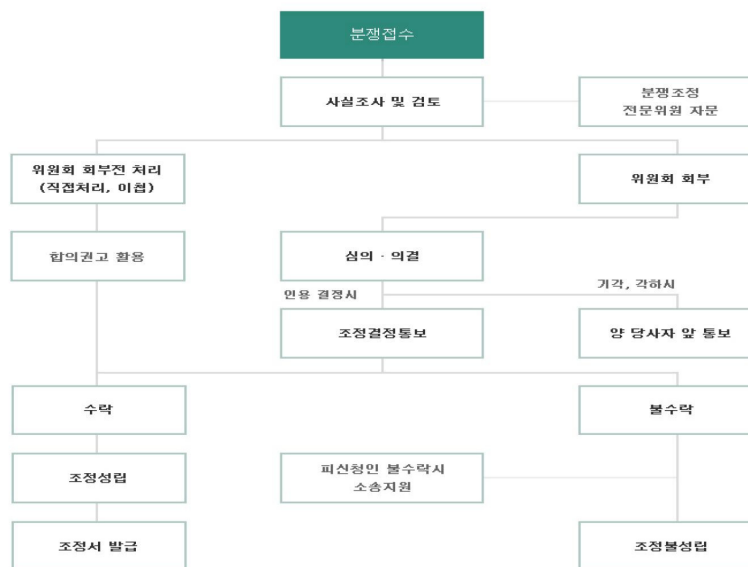 분쟁접수
사실조사 및 검토
분쟁조정
전문위원 자문
위원회 회부전 처리
(직접처리, 이첩)
위원회 회부
합의권고 활용
심의 · 의결
인용 결정시
기각, 각하시
조정결정통보
양 당사자 앞 통보
수락
불수락
조정성립
피신청인 불수락시
소송지원
조정서 발급
조정불성립